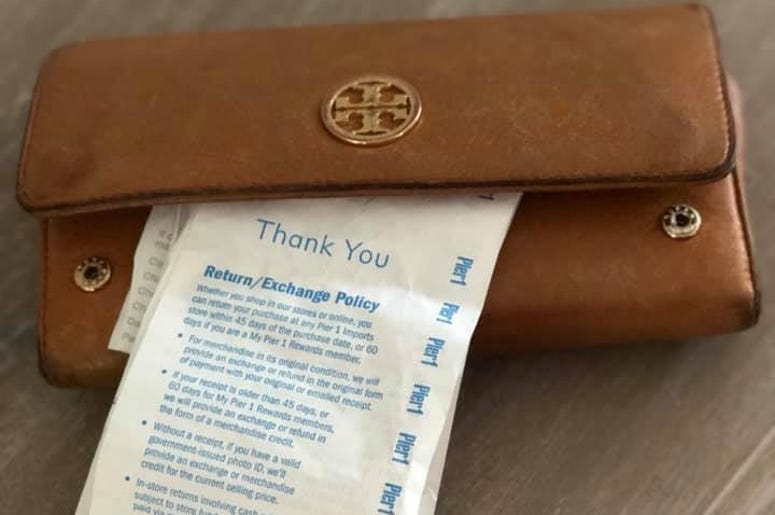 Thank You
Return/Exchange Policy
Whether you shop in our stores or online, you
can return your purchase at any Pier 1 Imports
store within 45 days of the purchase date, or 60
days if you are a My Pier 1 Rewards member.
• For merchandise in its original condition, we will
provide an exchange or refund in the original form
of payment with your original or emailed receipt.
• If your receipt is older than 45 days, or
60 days for My Pier 1 Rewards members,
we will provide an exchange or refund in
the form of a merchandise credit.
• Without a receipt, if you have a valid
government-issued photo ID, we'll
provide an exchange or merchandise
credit for the current selling price.
• In-store returns involving cash
subject to store
paid via
Pier1
Pier1
Pier1
Pier1
Pier1
Pier1